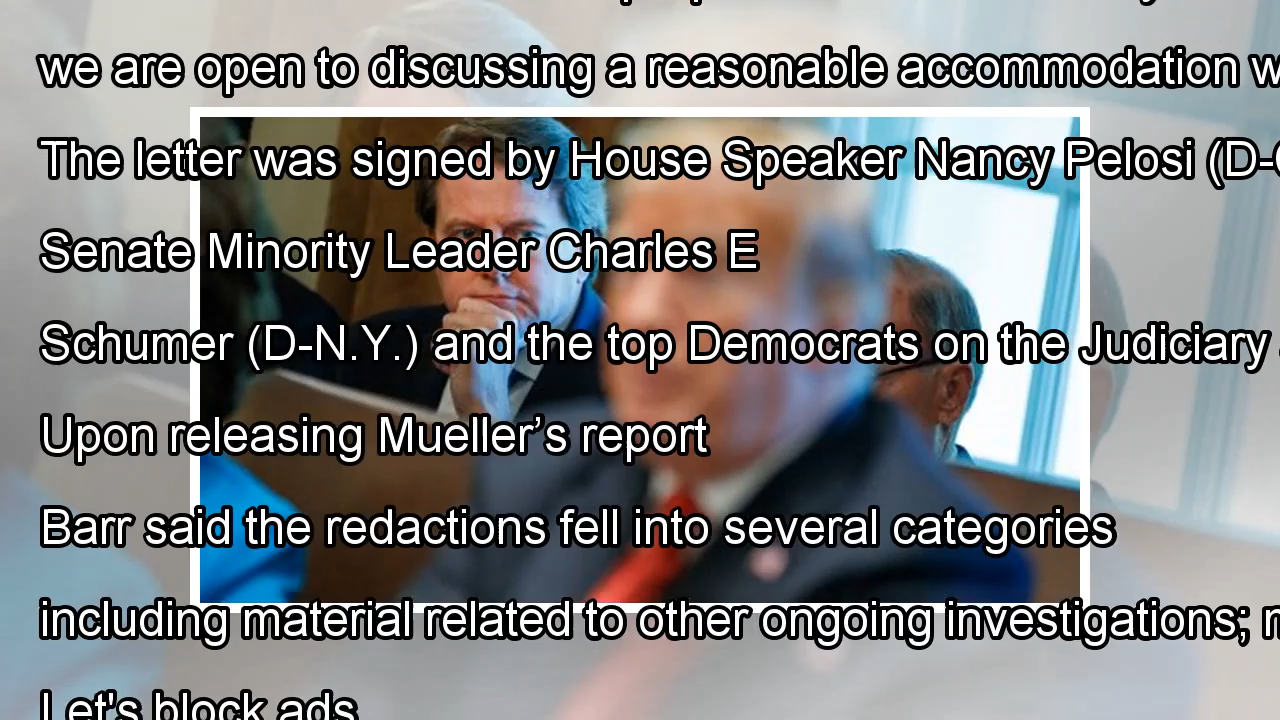 we are open to discussing a reasonable accommodation w
The letter was signed by House Speaker Nancy Pelosi (D-
Senate Minority Leader Charles E
Schumer (D-N.Y.) and the top Democrats on the Judiciary
Upon releasing Mueller’s report
Barr said the redactions fell into several categories
including material related to other ongoing investigations;
Let's block ads